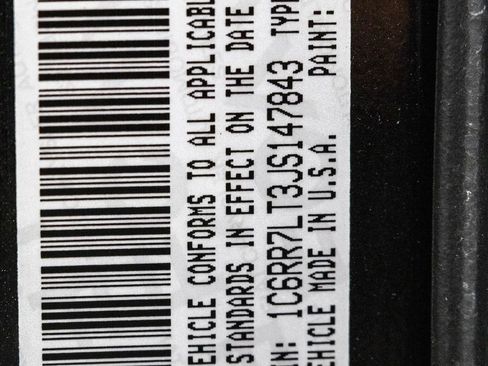 EHICLE CONFORMS TO ALL APPLICABL
STANDARDS IN EFFECT ON THE DATE
IN: 1C6RR7LT3JS147843 TYP
EHICLE MADE IN U.S.A. PAINT: